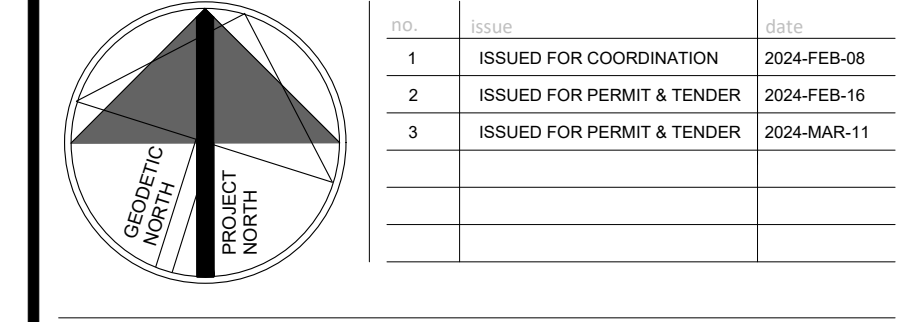 GEODETIC
NORTH
PROJECT
NORTH
no. issue date
1 ISSUED FOR COORDINATION 2024-FEB-08
2 ISSUED FOR PERMIT & TENDER 2024-FEB-16
3 ISSUED FOR PERMIT & TENDER 2024-MAR-11